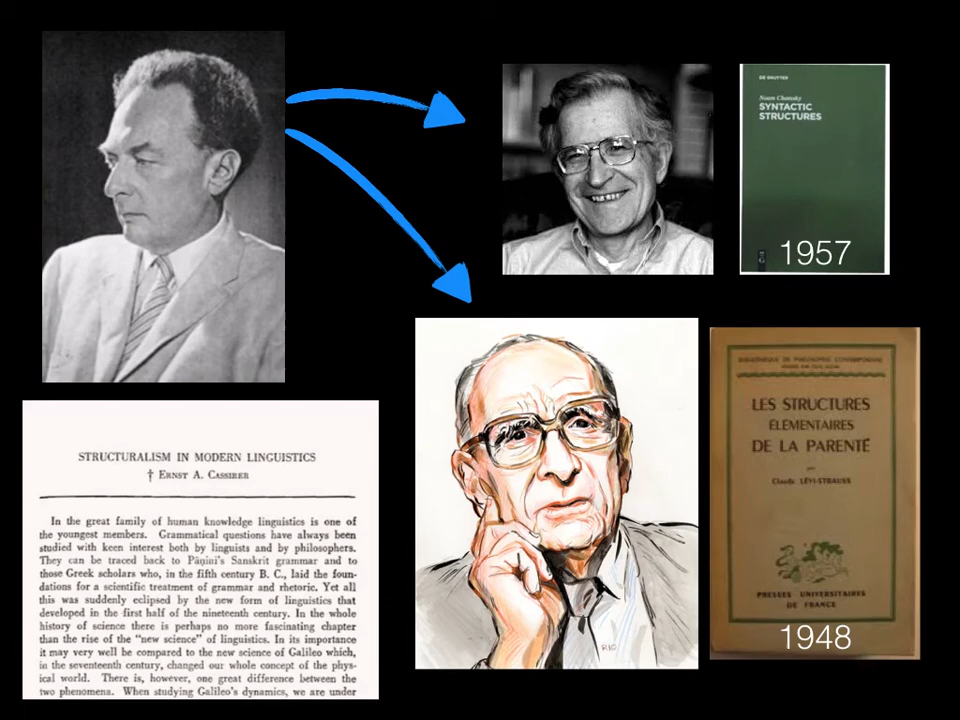 DE GRUYTER
Noam Chomsky
SYNTACTIC
STRUCTURES
1957
BIBLIOTHÈQUE DE PHILOSOPHIE CONTEMPORAINE
LES STRUCTURES
ÉLÉMENTAIRES
DE LA PARENTÉ
par
Claude LÉVI-STRAUSS
PRESSES UNIVERSITAIRES
DE FRANCE
1948
RIC
STRUCTURALISM IN MODERN LINGUISTICS
† ERNST A. CASSIRER
In the great family of human knowledge linguistics is one of
the youngest members. Grammatical questions have always been
studied with keen interest both by linguists and by philosophers.
They can be traced back to Pāṇini's Sanskrit grammar and to
those Greek scholars who, in the fifth century B. C., laid the foun-
dations for a scientific treatment of grammar and rhetoric. Yet all
this was suddenly eclipsed by the new form of linguistics that
developed in the first half of the nineteenth century. In the whole
history of science there is perhaps no more fascinating chapter
than the rise of the "new science" of linguistics. In its importance
it may very well be compared to the new science of Galileo which,
in the seventeenth century, changed our whole concept of the phys-
ical world. There is, however, one great difference between the
two phenomena. When studying Galileo's dynamics, we are under